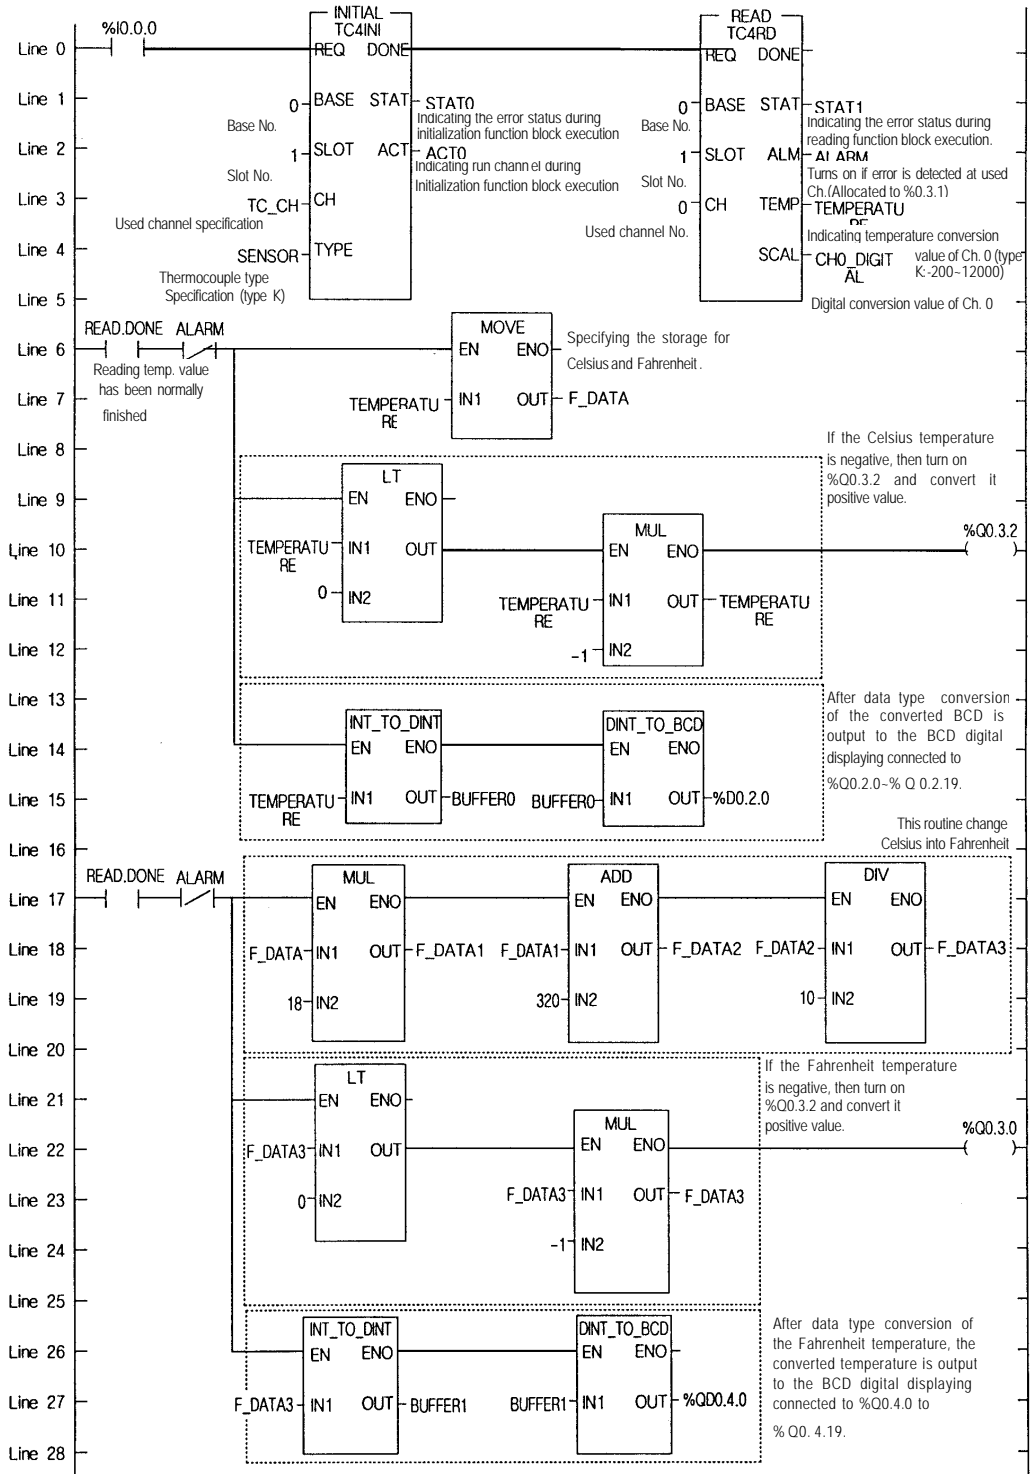 %I0.0.0
INITIAL
TC4INI
READ
TC4RD
Line 0
REQ DONE
REQ DONE
Line 1
0 BASE STAT STAT0
Base No.
Indicating the error status during
initialization function block execution
0 BASE STAT STAT1
Base No.
Indicating the error status during
reading function block execution.
Line 2
1 SLOT ACT ACT0
Slot No.
Indicating run channel during
Initialization function block execution
1 SLOT ALM ALARM
Slot No.
Turns on if error is detected at used
Ch.(Allocated to %0.3.1)
Line 3
TC_CH CH
Used channel specification
0 CH TEMP TEMPERATU
RE
Used channel No.
Indicating temperature conversion
value of Ch. 0 (type
K:-200~12000)
Line 4
SENSOR TYPE
Thermocouple type
Specification (type K)
SCAL CH0_DIGIT
AL
Digital conversion value of Ch. 0
Line 5
READ.DONE ALARM
MOVE
Line 6
EN ENO
Reading temp. value
has been normally
finished
Specifying the storage for
Celsius and Fahrenheit.
Line 7
TEMPERATU
RE
IN1 OUT F_DATA
Line 8
If the Celsius temperature
is negative, then turn on
%Q0.3.2 and convert it
positive value.
LT
Line 9
EN ENO
MUL
%Q0.3.2
Line 10
TEMPERATU
RE
IN1 OUT
EN ENO
Line 11
0 IN2
TEMPERATU
RE
IN1 OUT TEMPERATU
RE
Line 12
-1 IN2
Line 13
After data type conversion
of the converted BCD is
output to the BCD digital
displaying connected to
%Q0.2.0~% Q 0.2.19.
INT_TO_DINT
DINT_TO_BCD
Line 14
EN ENO
EN ENO
Line 15
TEMPERATU
RE
IN1 OUT BUFFER0
BUFFER0 IN1 OUT %D0.2.0
Line 16
This routine change
Celsius into Fahrenheit
READ.DONE ALARM
MUL
ADD
DIV
Line 17
EN ENO
EN ENO
EN ENO
Line 18
F_DATA IN1 OUT F_DATA1
F_DATA1 IN1 OUT F_DATA2
F_DATA2 IN1 OUT F_DATA3
Line 19
18 IN2
320 IN2
10 IN2
Line 20
If the Fahrenheit temperature
is negative, then turn on
%Q0.3.2 and convert it
positive value.
LT
Line 21
EN ENO
MUL
%Q0.3.0
Line 22
F_DATA3 IN1 OUT
EN ENO
Line 23
0 IN2
F_DATA3 IN1 OUT F_DATA3
Line 24
-1 IN2
Line 25
After data type conversion of
the Fahrenheit temperature, the
converted temperature is output
to the BCD digital displaying
connected to %Q0.4.0 to
% Q0. 4.19.
INT_TO_DINT
DINT_TO_BCD
Line 26
EN ENO
EN ENO
Line 27
F_DATA3 IN1 OUT BUFFER1
BUFFER1 IN1 OUT %QD0.4.0
Line 28